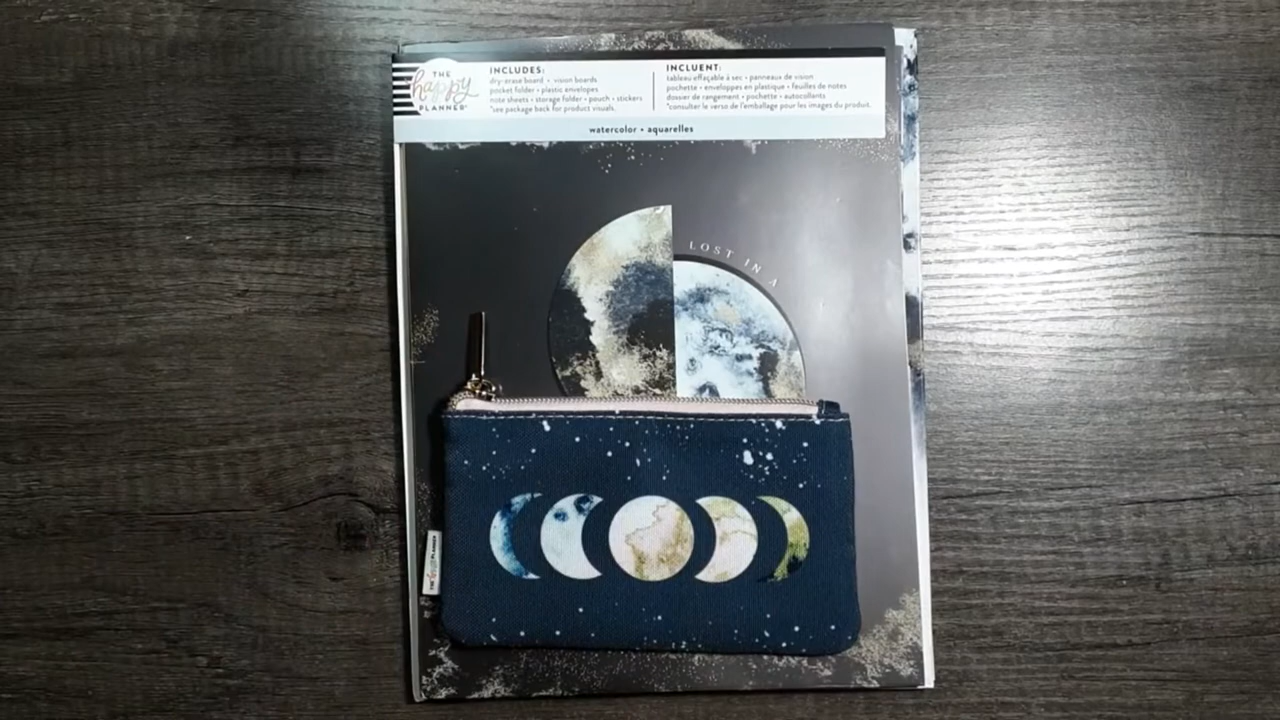 THE
happy
PLANNER®
INCLUDES:
dry-erase board • vision boards
pocket folder • plastic envelopes
note sheets • storage folder • pouch • stickers
*see package back for product visuals.
INCLUENT:
tableau effaçable à sec • panneaux de vision
pochette • enveloppes en plastique • feuilles de notes
dossier de rangement • pochette • autocollants
*consulter le verso de l'emballage pour les images du produit.
watercolor • aquarelles
LOST IN A
THE happy PLANNER